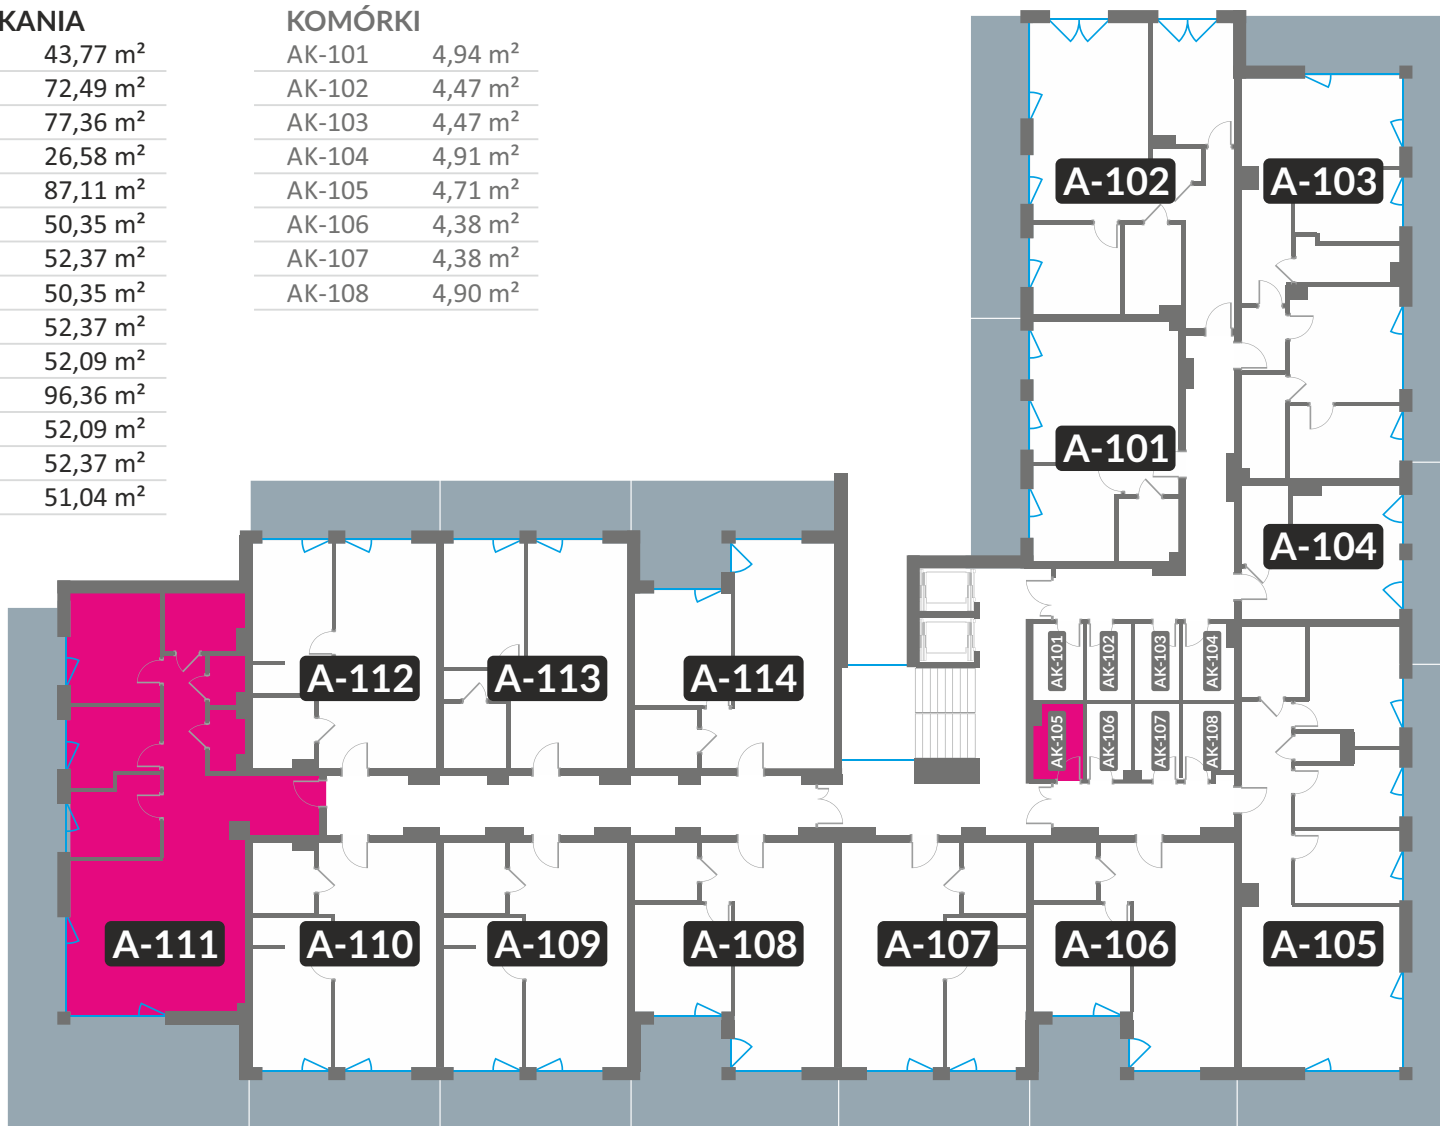 KANIA
43,77 m²
72,49 m²
77,36 m²
26,58 m²
87,11 m²
50,35 m²
52,37 m²
50,35 m²
52,37 m²
52,09 m²
96,36 m²
52,09 m²
52,37 m²
51,04 m²
KOMÓRKI
AK-101 4,94 m²
AK-102 4,47 m²
AK-103 4,47 m²
AK-104 4,91 m²
AK-105 4,71 m²
AK-106 4,38 m²
AK-107 4,38 m²
AK-108 4,90 m²
A-102
A-103
A-101
A-104
AK-101
AK-102
AK-103
AK-104
A-112
A-113
A-114
AK-105
AK-106
AK-107
AK-108
A-111
A-110
A-109
A-108
A-107
A-106
A-105